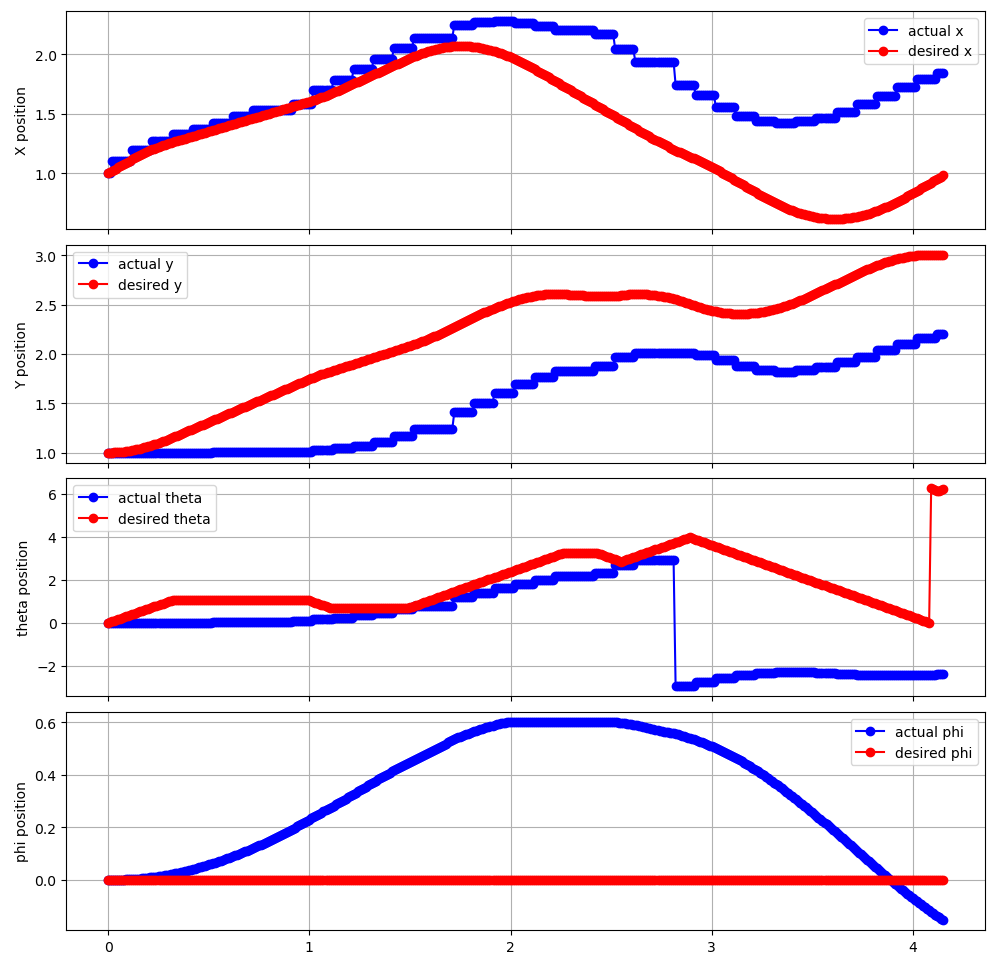 2.0
1.5
1.0
X position
actual x
desired x
3.0
2.5
2.0
1.5
1.0
Y position
actual y
desired y
6
4
2
0
−2
theta position
actual theta
desired theta
0.6
0.4
0.2
0.0
phi position
actual phi
desired phi
0 1 2 3 4